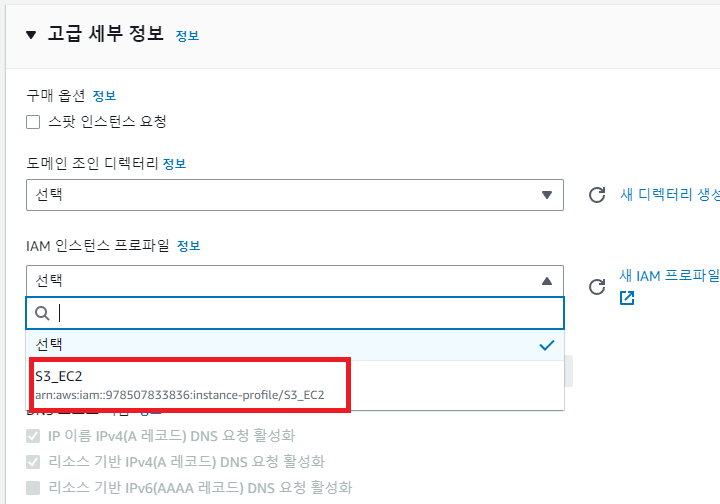 고급 세부 정보 정보
구매 옵션 정보
스팟 인스턴스 요청
도메인 조인 디렉터리 정보
선택
새 디렉터리 생성
IAM 인스턴스 프로파일 정보
선택
새 IAM 프로파일
선택
S3_EC2
arn:aws:iam::978507833836:instance-profile/S3_EC2
IP 이름 IPv4(A 레코드) DNS 요청 활성화
리소스 기반 IPv4(A 레코드) DNS 요청 활성화
리소스 기반 IPv6(AAAA 레코드) DNS 요청 활성화